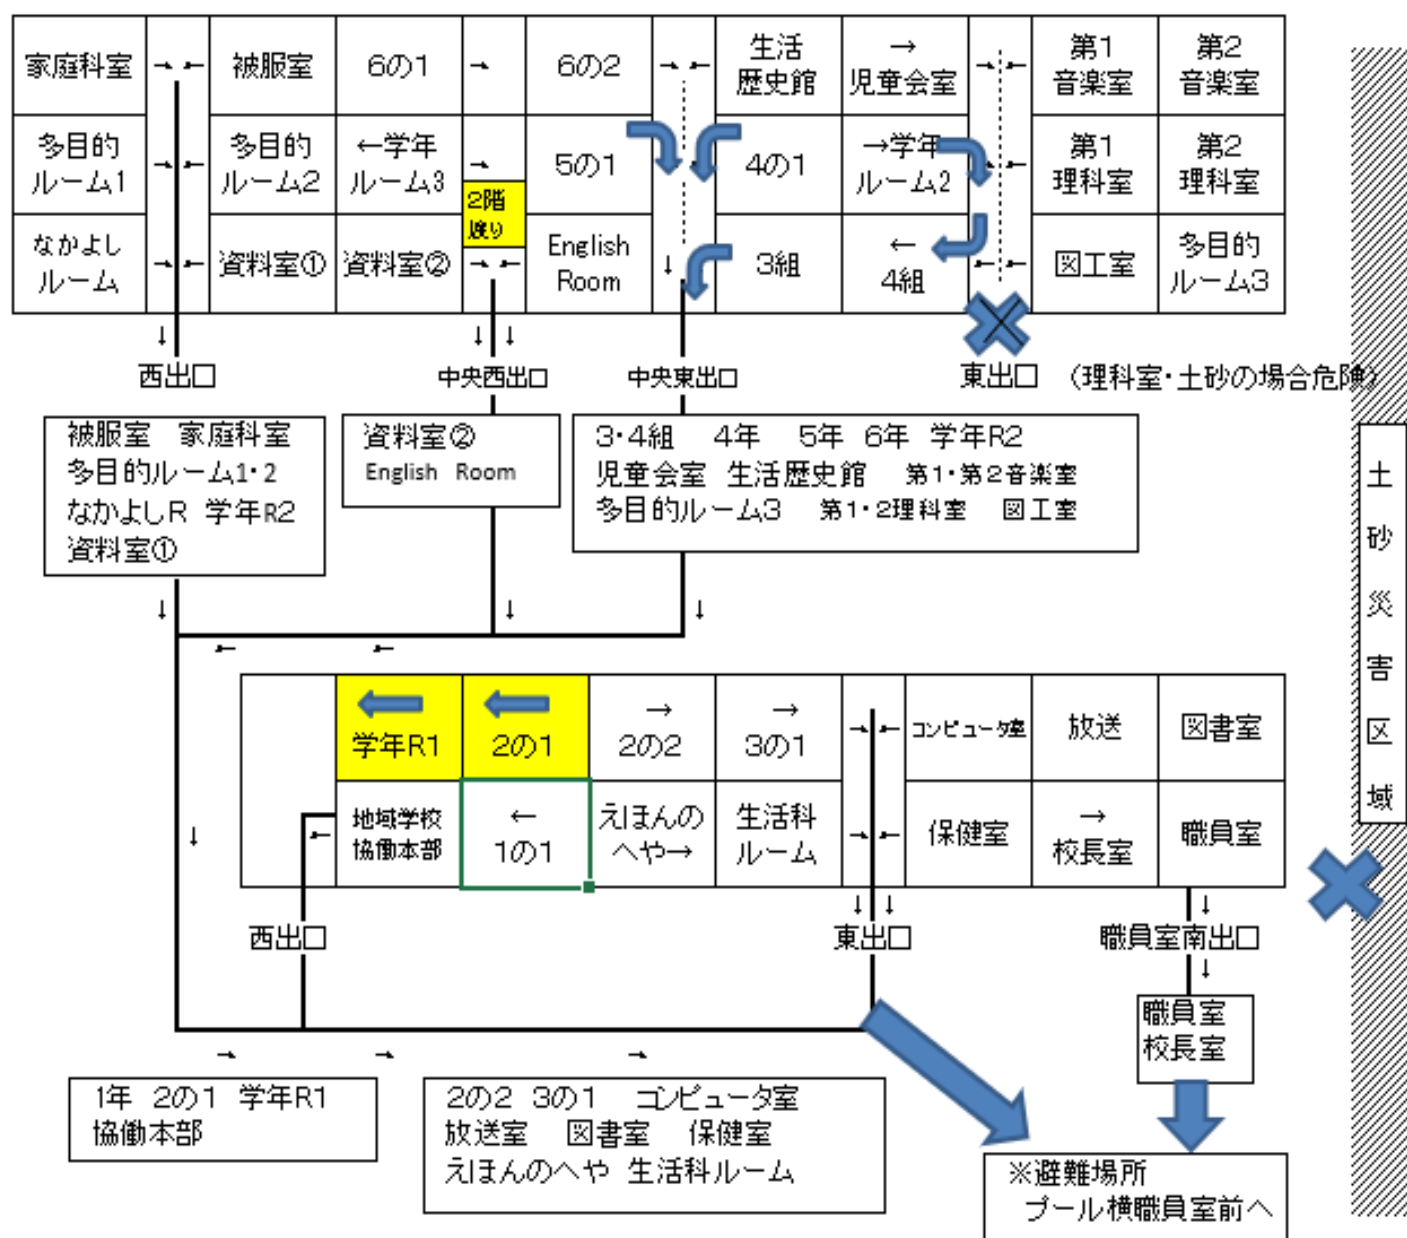 家庭科室
被服室
6の1
6の2
生活
歴史館
→
児童会室
第1
音楽室
第2
音楽室
多目的
ルーム1
多目的
ルーム2
←学年
ルーム3
5の1
4の1
→学年
ルーム2
第1
理科室
第2
理科室
2階
渡り
なかよし
ルーム
資料室①
資料室②
English
Room
3組
←
4組
図工室
多目的
ルーム3
西出口
中央西出口
中央東出口
東出口 (理科室・土砂の場合危険)
被服室 家庭科室
多目的ルーム1・2
なかよしR 学年R2
資料室①
資料室②
English Room
3・4組 4年 5年 6年 学年R2
児童会室 生活歴史館 第1・第2音楽室
多目的ルーム3 第1・2理科室 図工室
土砂災害区域
学年R1
2の1
→
2の2
→
3の1
コンピュータ室
放送
図書室
地域学校
協働本部
←
1の1
えほんの
へや→
生活科
ルーム
保健室
→
校長室
職員室
西出口
東出口
職員室南出口
職員室
校長室
1年 2の1 学年R1
協働本部
2の2 3の1 コンピュータ室
放送室 図書室 保健室
えほんのへや 生活科ルーム
※避難場所
プール横職員室前へ